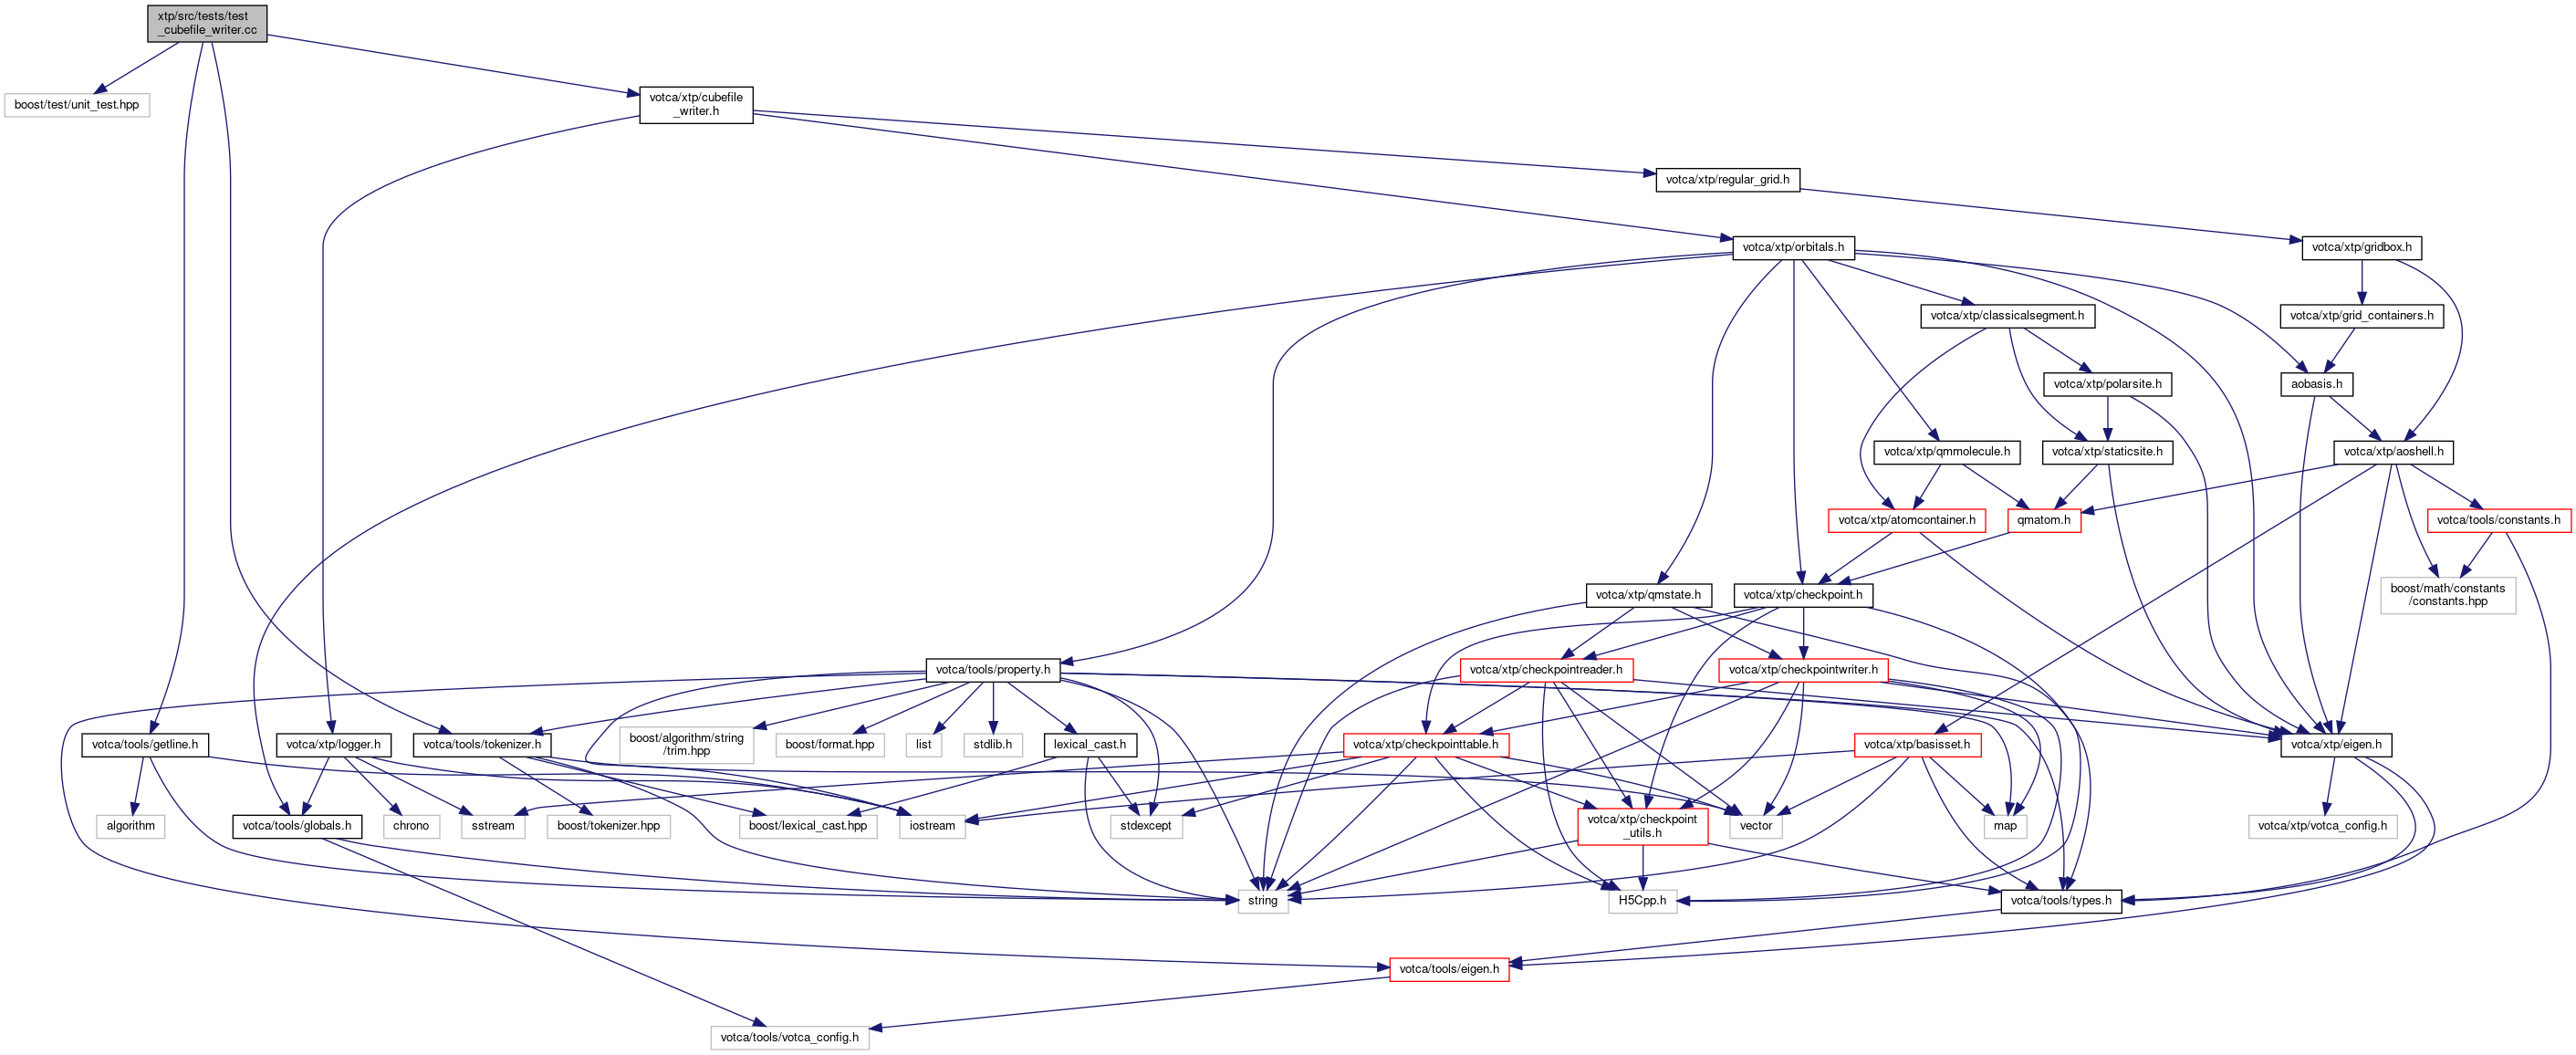 xtp/src/tests/test
_cubefile_writer.cc
boost/test/unit_test.hpp
votca/xtp/cubefile
_writer.h
votca/xtp/regular_grid.h
votca/xtp/orbitals.h
votca/xtp/gridbox.h
votca/xtp/classicalsegment.h
votca/xtp/grid_containers.h
votca/xtp/polarsite.h
aobasis.h
votca/xtp/qmmolecule.h
votca/xtp/staticsite.h
votca/xtp/aoshell.h
votca/xtp/atomcontainer.h
qmatom.h
votca/tools/constants.h
votca/xtp/qmstate.h
votca/xtp/checkpoint.h
boost/math/constants
/constants.hpp
votca/tools/property.h
votca/xtp/checkpointreader.h
votca/xtp/checkpointwriter.h
votca/tools/getline.h
votca/xtp/logger.h
votca/tools/tokenizer.h
boost/algorithm/string
/trim.hpp
boost/format.hpp
list
stdlib.h
lexical_cast.h
votca/xtp/checkpointtable.h
votca/xtp/basisset.h
votca/xtp/eigen.h
algorithm
votca/tools/globals.h
chrono
sstream
boost/tokenizer.hpp
boost/lexical_cast.hpp
iostream
stdexcept
votca/xtp/checkpoint
_utils.h
vector
map
votca/xtp/votca_config.h
string
H5Cpp.h
votca/tools/types.h
votca/tools/eigen.h
votca/tools/votca_config.h